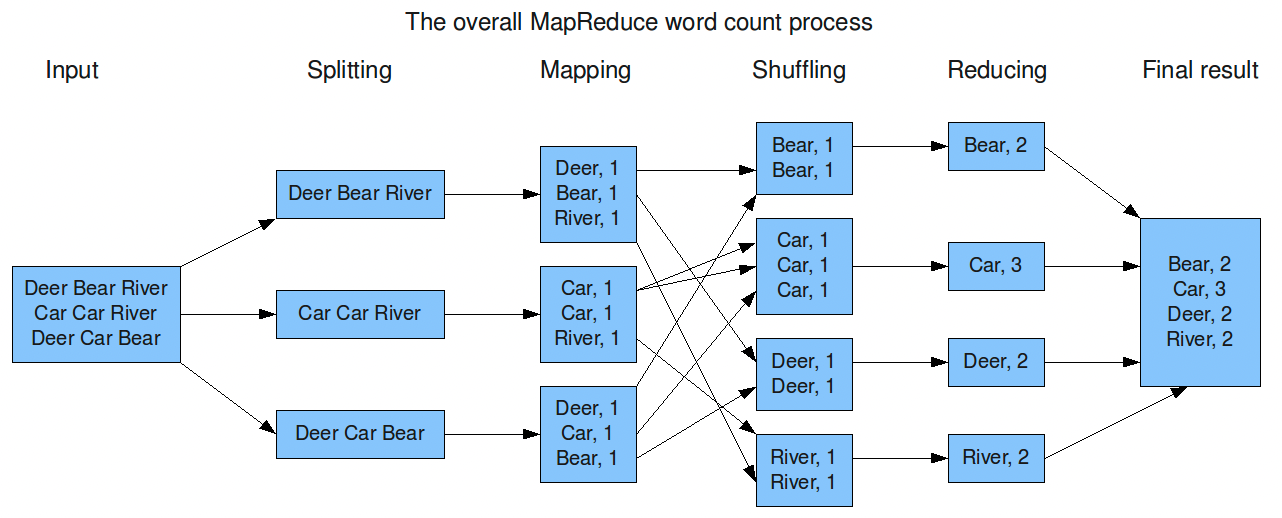 The overall MapReduce word count process
Input
Splitting
Mapping
Shuffling
Reducing
Final result
Deer Bear River
Car Car River
Deer Car Bear
Deer Bear River
Car Car River
Deer Car Bear
Deer, 1
Bear, 1
River, 1
Car, 1
Car, 1
River, 1
Deer, 1
Car, 1
Bear, 1
Bear, 1
Bear, 1
Car, 1
Car, 1
Car, 1
Deer, 1
Deer, 1
River, 1
River, 1
Bear, 2
Car, 3
Deer, 2
River, 2
Bear, 2
Car, 3
Deer, 2
River, 2